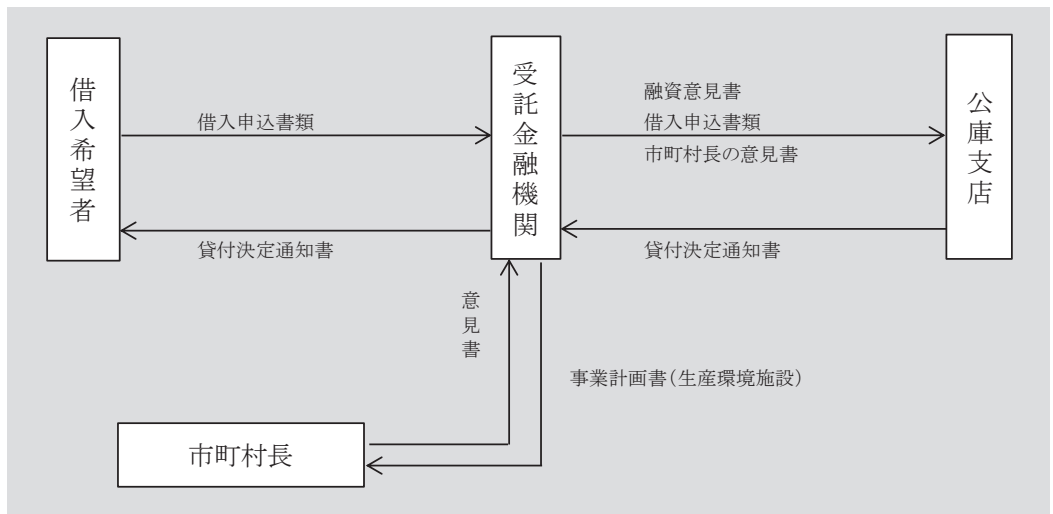 借入希望者
受託金融機関
公庫支店
借入申込書類
融資意見書
借入申込書類
市町村長の意見書
貸付決定通知書
貸付決定通知書
意見書
事業計画書(生産環境施設)
市町村長